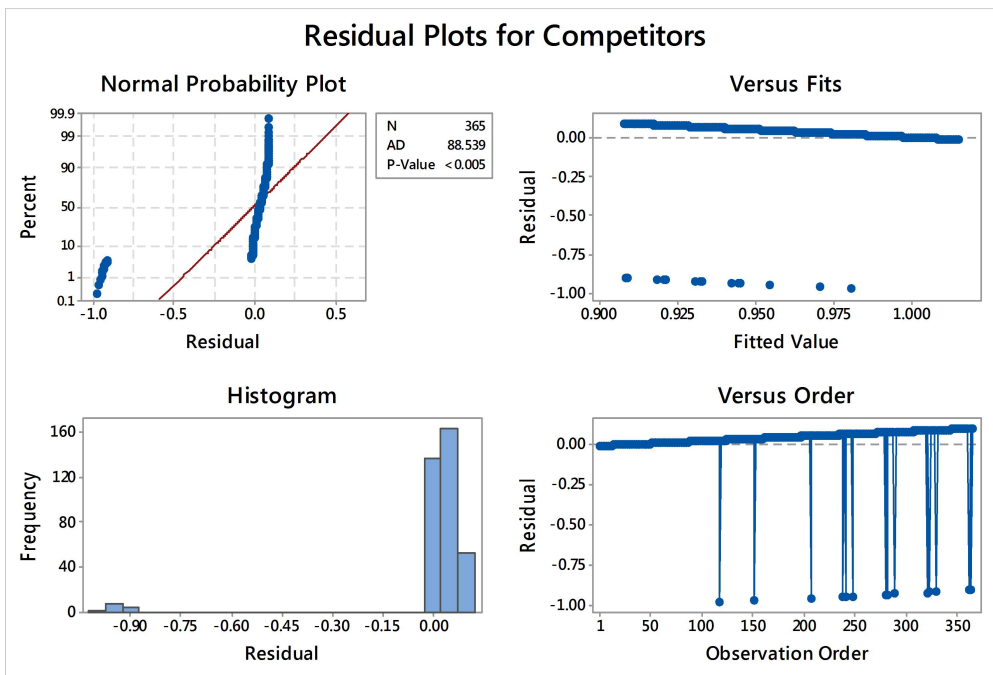 Residual Plots for Competitors
Normal Probability Plot
99.9
99
90
50
10
1
0.1
Percent
-1.0
-0.5
0.0
0.5
Residual
N 365
AD 88.539
P-Value <0.005
Versus Fits
0.00
-0.25
-0.50
-0.75
-1.00
Residual
0.900
0.925
0.950
0.975
1.000
Fitted Value
Histogram
160
120
80
40
0
Frequency
-0.90
-0.75
-0.60
-0.45
-0.30
-0.15
0.00
Residual
Versus Order
0.00
-0.25
-0.50
-0.75
-1.00
Residual
1
50
100
150
200
250
300
350
Observation Order